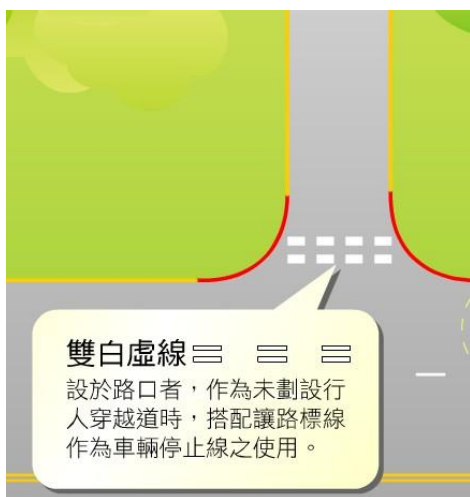 雙白虛線
設於路口者，作為未劃設行
人穿越道時，搭配讓路標線
作為車輛停止線之使用。